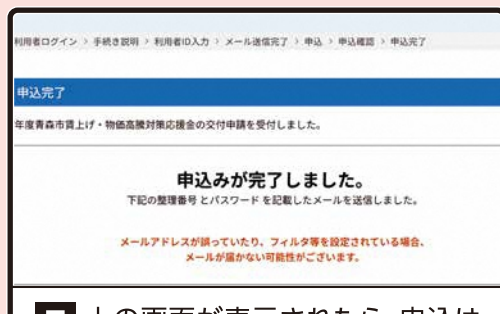 利用者ログイン > 手続き説明 > 利用者ID入力 > メール送信完了 > 申込 > 申込確認 > 申込完了
申込完了
年度青森市賃上げ・物価高騰対策応援金の交付申請を受付しました。
申込みが完了しました。
下記の整理番号 とパスワード を記載したメールを送信しました。
メールアドレスが誤っていたり、フィルタ等を設定されている場合、
メールが届かない可能性がございます。
上の画面が表示されたら、申込は